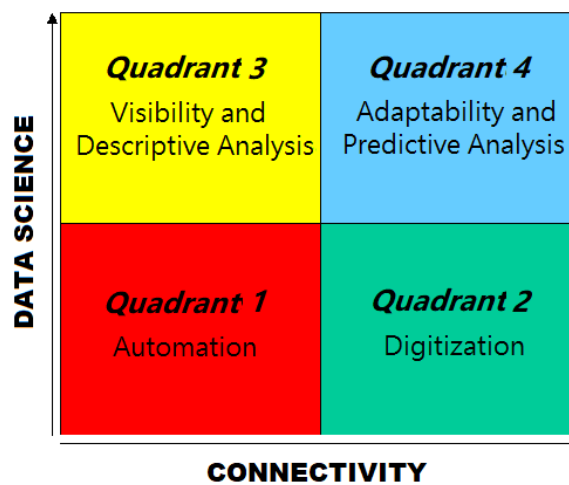 DATA SCIENCE
Quadrant 3
Visibility and
Descriptive Analysis
Quadrant 4
Adaptability and
Predictive Analysis
Quadrant 1
Automation
Quadrant 2
Digitization
CONNECTIVITY